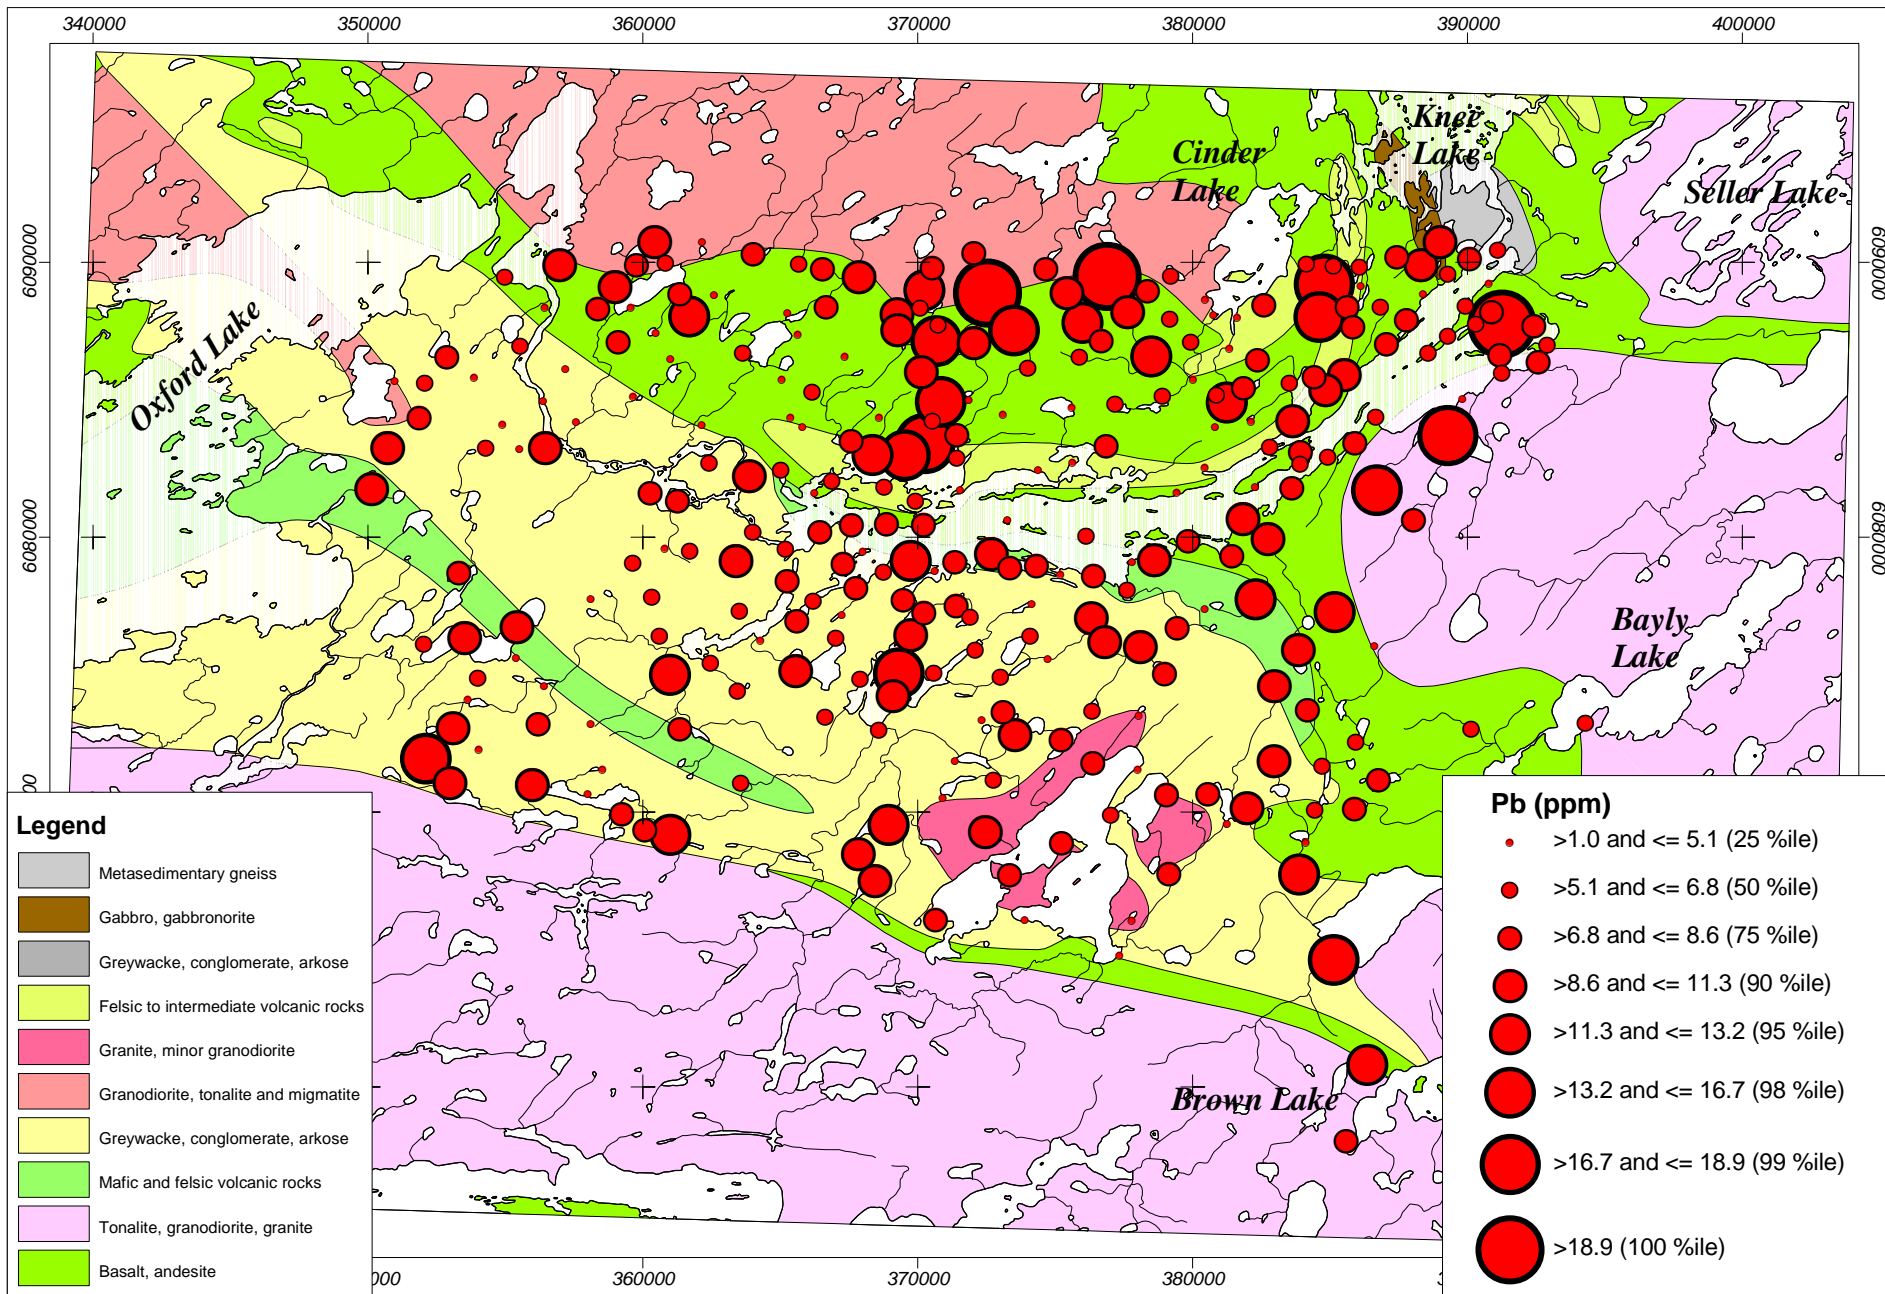 340000 350000 360000 370000 380000 390000 400000
Knee
Lake
Cinder
Lake
Seller Lake
6090000
6090000
Oxford Lake
6080000
6080000
Bayly
Lake
Brown Lake
Legend
Metasedimentary gneiss
Gabbro, gabbronorite
Greywacke, conglomerate, arkose
Felsic to intermediate volcanic rocks
Granite, minor granodiorite
Granodiorite, tonalite and migmatite
Greywacke, conglomerate, arkose
Mafic and felsic volcanic rocks
Tonalite, granodiorite, granite
Basalt, andesite
Pb (ppm)
>1.0 and <= 5.1 (25 %ile)
>5.1 and <= 6.8 (50 %ile)
>6.8 and <= 8.6 (75 %ile)
>8.6 and <= 11.3 (90 %ile)
>11.3 and <= 13.2 (95 %ile)
>13.2 and <= 16.7 (98 %ile)
>16.7 and <= 18.9 (99 %ile)
>18.9 (100 %ile)
360000 370000 380000